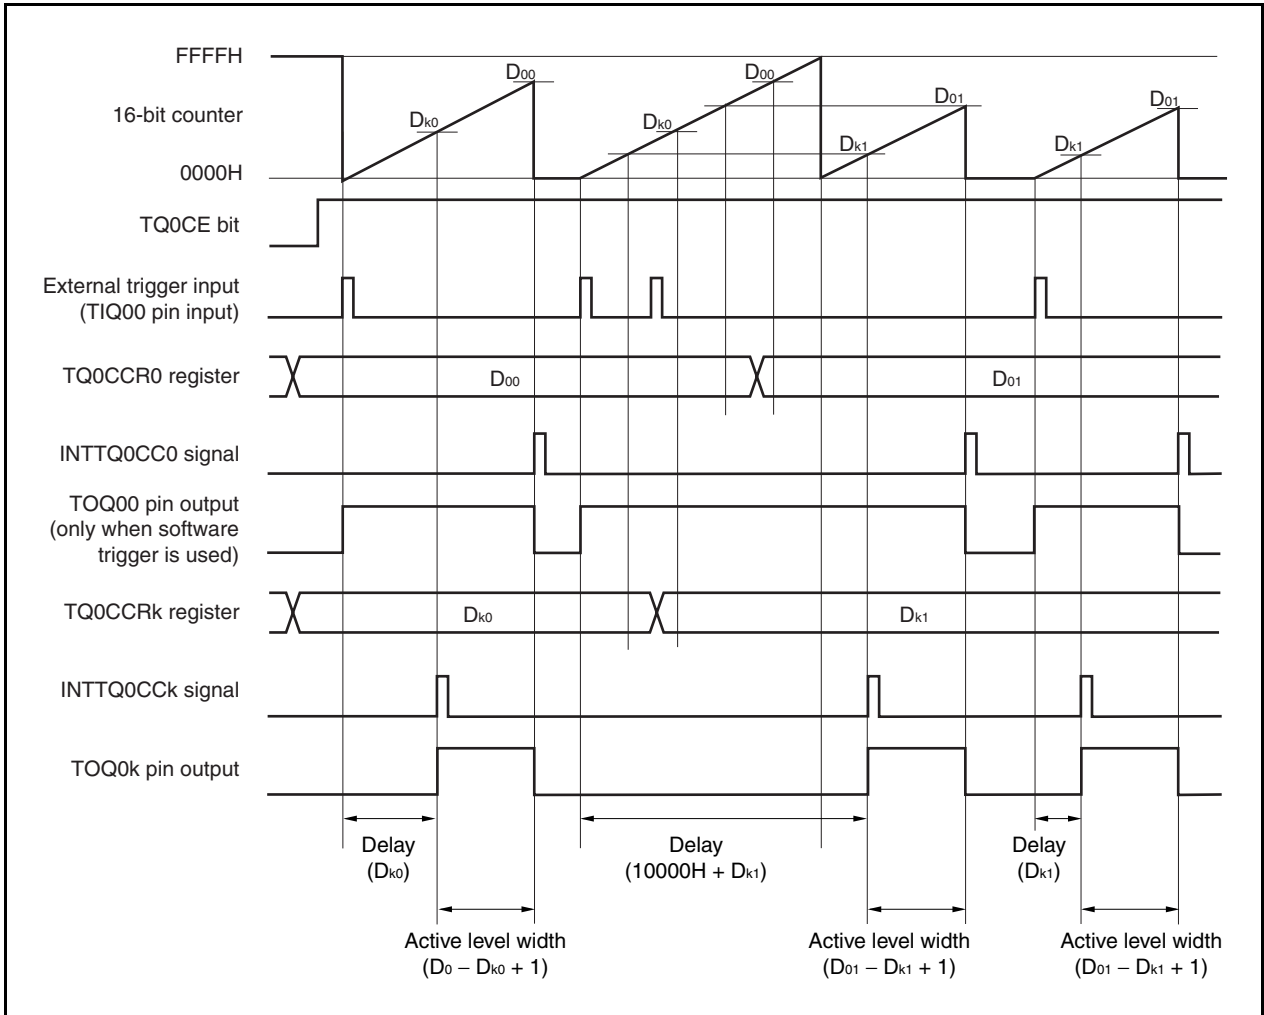 FFFFH
D00
D00
16-bit counter
Dk0
Dk0
D01
D01
Dk1
Dk1
0000H
TQ0CE bit
External trigger input
(TIQ00 pin input)
TQ0CCR0 register
D00
D01
INTTQ0CC0 signal
TOQ00 pin output
(only when software
trigger is used)
TQ0CCRk register
Dk0
Dk1
INTTQ0CCk signal
TOQ0k pin output
Delay
(Dk0)
Delay
(10000H + Dk1)
Delay
(Dk1)
Active level width
(D0 − Dk0 + 1)
Active level width
(D01 − Dk1 + 1)
Active level width
(D01 − Dk1 + 1)